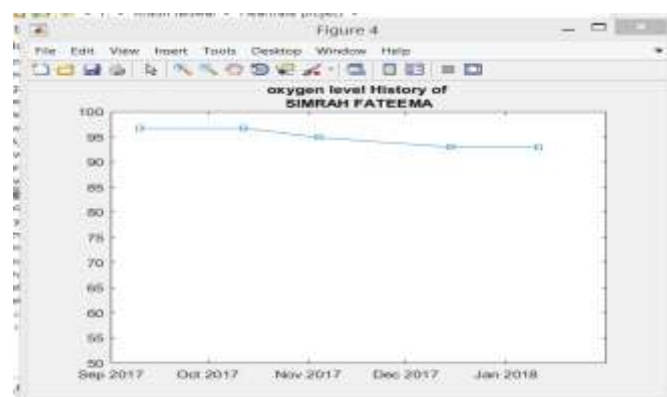 Figure 4
File Edit View Insert Tools Desktop Window Help
oxygen level History of
SIMRAH FATEEMA
100
95
90
85
80
75
70
65
60
55
50
Sep 2017 Oct 2017 Nov 2017 Dec 2017 Jan 2018